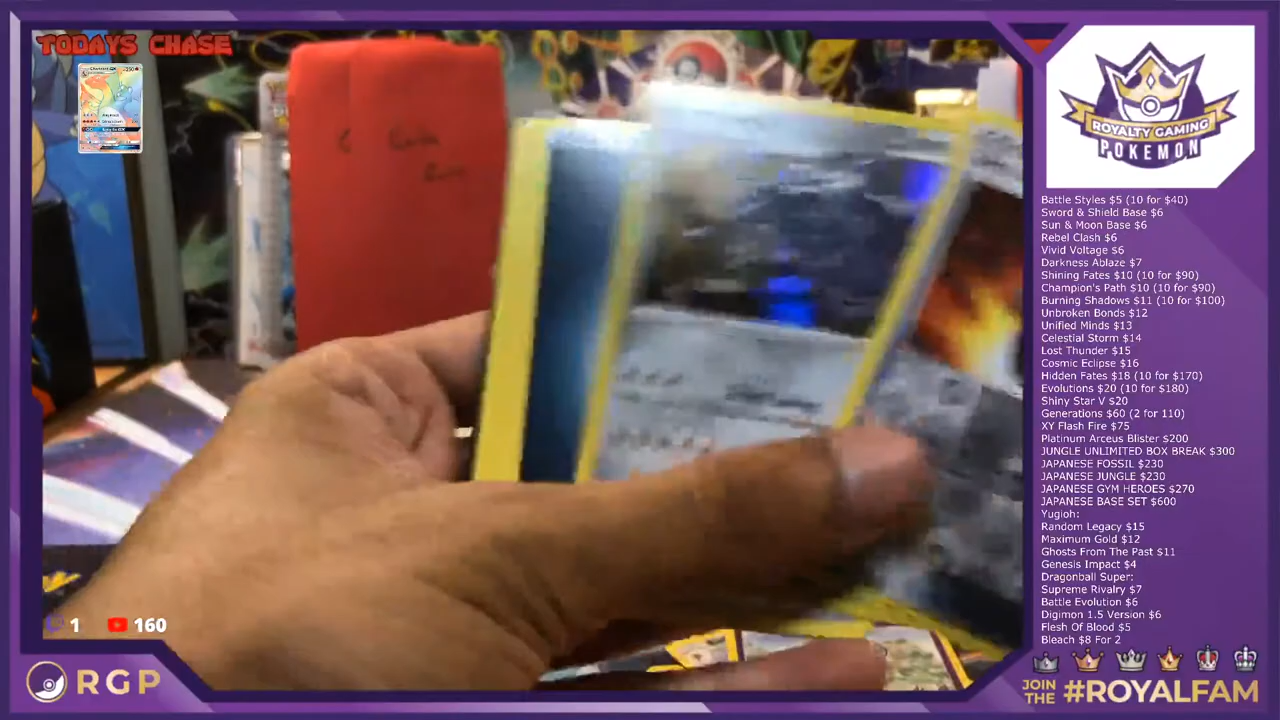 TODAYS CHASE
ROYALTY GAMING
POKEMON
Battle Styles $5 (10 for $40)
Sword & Shield Base $6
Sun & Moon Base $6
Rebel Clash $6
Vivid Voltage $6
Darkness Ablaze $7
Shining Fates $10 (10 for $90)
Champion's Path $10 (10 for $90)
Burning Shadows $11 (10 for $100)
Unbroken Bonds $12
Unified Minds $13
Celestial Storm $14
Lost Thunder $15
Cosmic Eclipse $16
Hidden Fates $18 (10 for $170)
Evolutions $20 (10 for $180)
Shiny Star V $20
Generations $60 (2 for 110)
XY Flash Fire $75
Platinum Arceus Blister $200
JUNGLE UNLIMITED BOX BREAK $300
JAPANESE FOSSIL $230
JAPANESE JUNGLE $230
JAPANESE GYM HEROES $270
JAPANESE BASE SET $600
Yugioh:
Random Legacy $15
Maximum Gold $12
Ghosts From The Past $11
Genesis Impact $4
Dragonball Super:
Supreme Rivalry $7
Battle Evolution $6
Digimon 1.5 Version $6
Flesh Of Blood $5
Bleach $8 For 2
1 160
RGP
JOIN THE #ROYALFAM